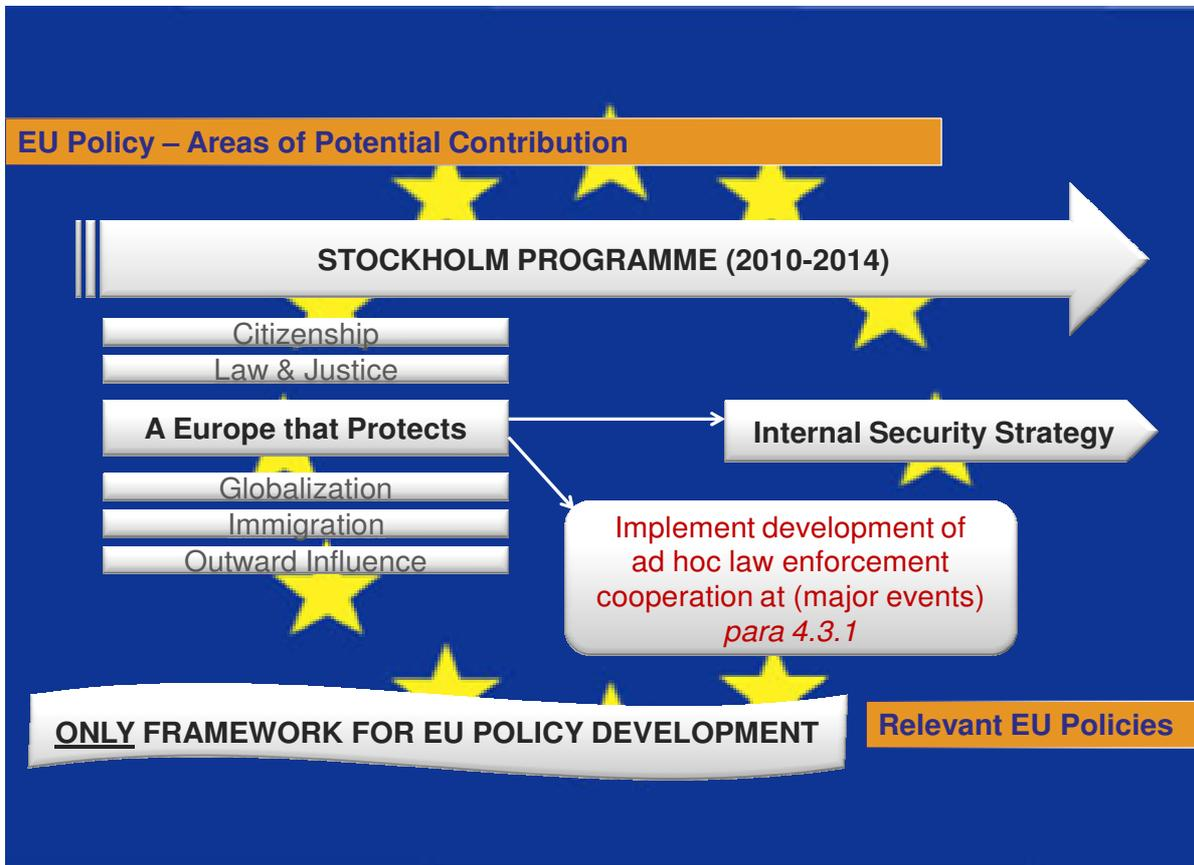 EU Policy – Areas of Potential Contribution
STOCKHOLM PROGRAMME (2010-2014)
Citizenship
Law & Justice
A Europe that Protects
Internal Security Strategy
Globalization
Immigration
Outward Influence
Implement development of
ad hoc law enforcement
cooperation at (major events)
para 4.3.1
ONLY FRAMEWORK FOR EU POLICY DEVELOPMENT
Relevant EU Policies